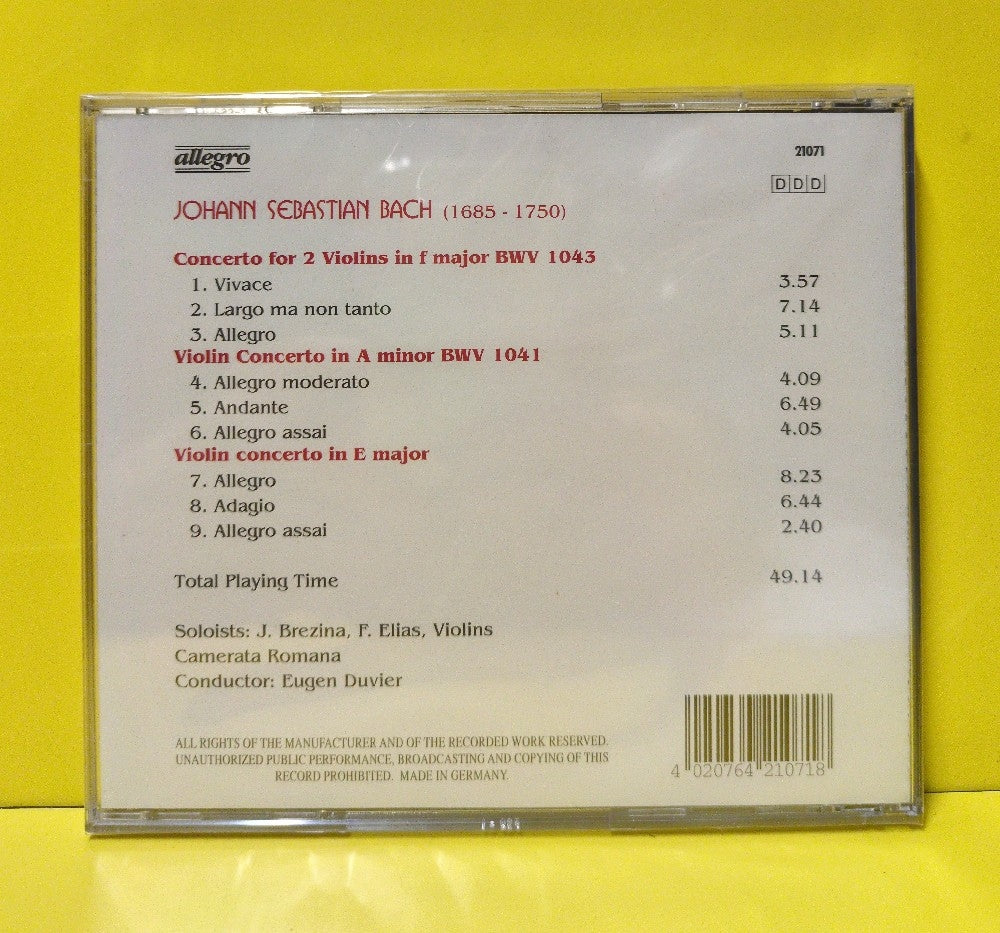 allegro
21071
DDD
JOHANN SEBASTIAN BACH (1685 - 1750)
Concerto for 2 Violins in f major BWV 1043
1. Vivace 3.57
2. Largo ma non tanto 7.14
3. Allegro 5.11
Violin Concerto in A minor BWV 1041
4. Allegro moderato 4.09
5. Andante 6.49
6. Allegro assai 4.05
Violin concerto in E major
7. Allegro 8.23
8. Adagio 6.44
9. Allegro assai 2.40
Total Playing Time 49.14
Soloists: J. Brezina, F. Elias, Violins
Camerata Romana
Conductor: Eugen Duvier
ALL RIGHTS OF THE MANUFACTURER AND OF THE RECORDED WORK RESERVED.
UNAUTHORIZED PUBLIC PERFORMANCE, BROADCASTING AND COPYING OF THIS
RECORD PROHIBITED. MADE IN GERMANY.
4 020764 210718